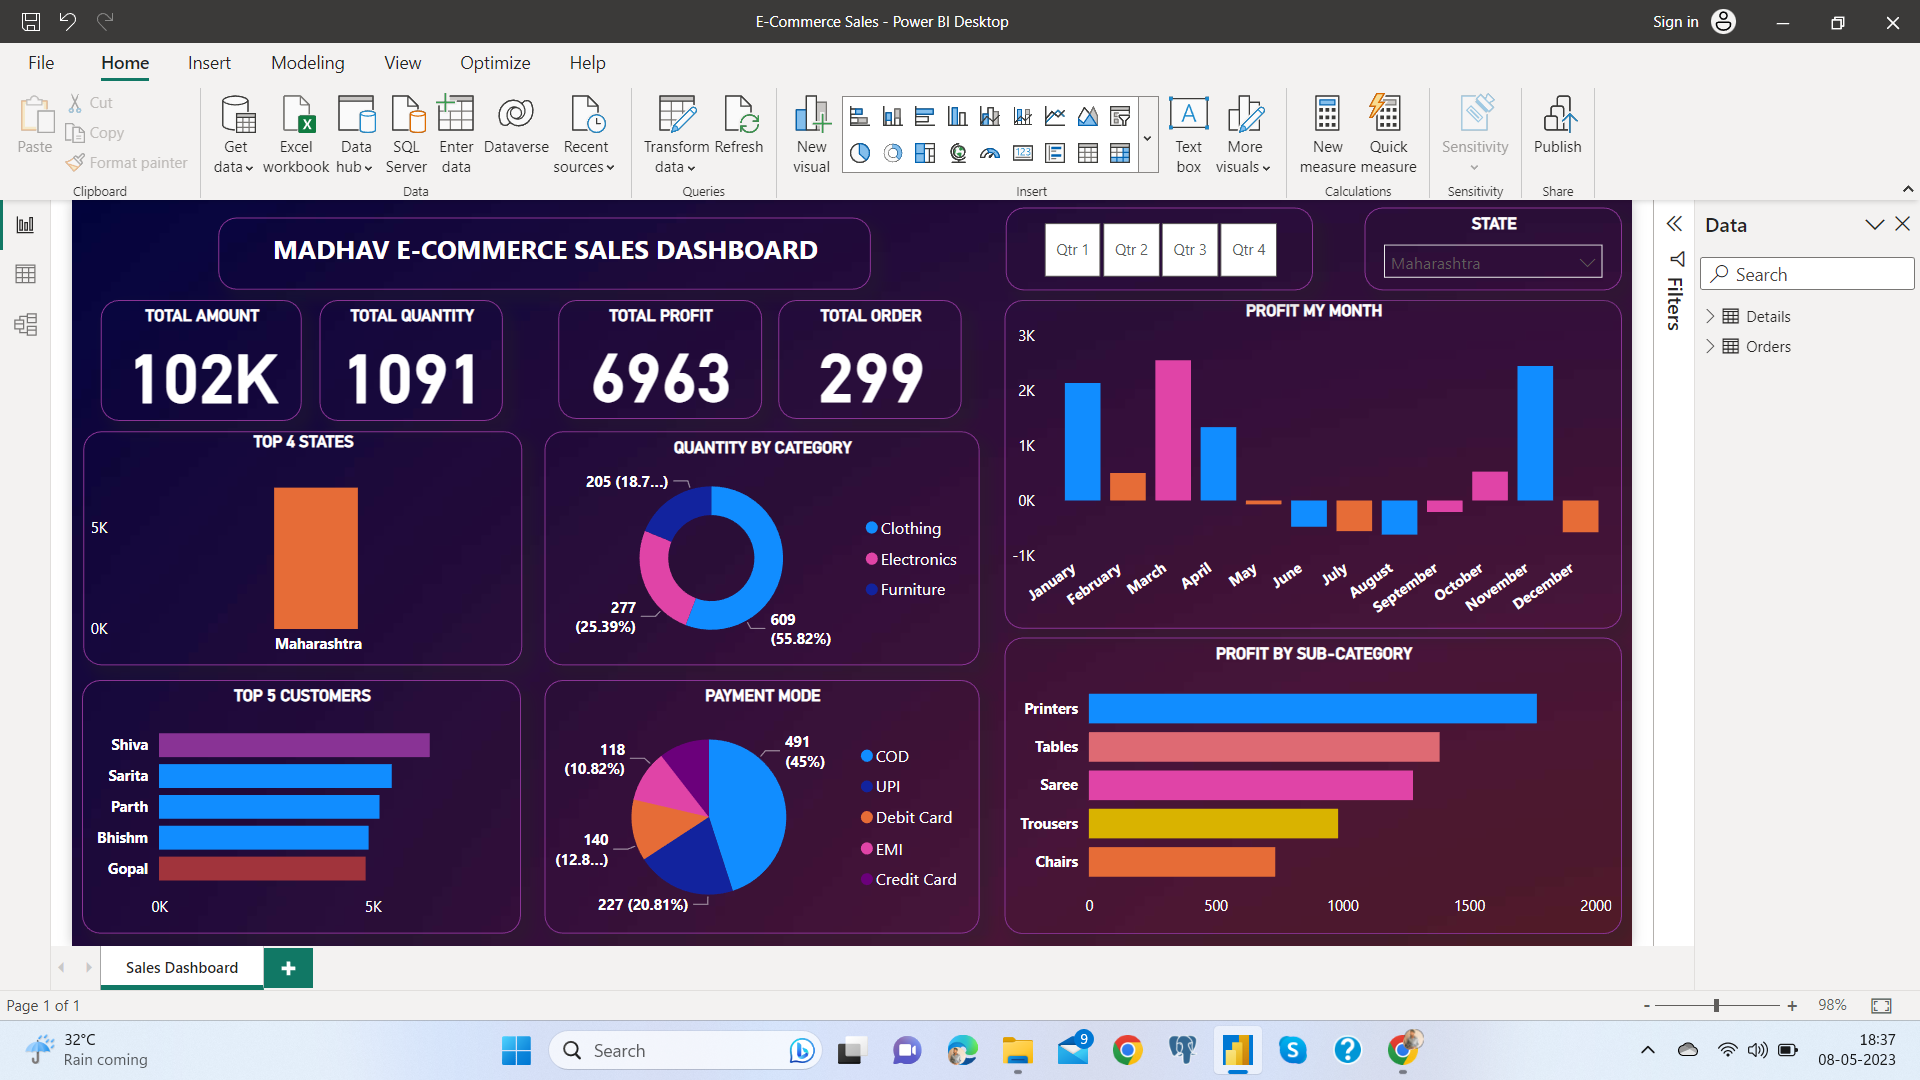 E-Commerce Sales - Power BI Desktop
Sign in
File Home Insert Modeling View Optimize Help
Paste
Cut
Copy
Format painter
Clipboard
Get data
Excel workbook
Data hub
SQL Server
Enter data
Dataverse
Recent sources
Data
Transform data
Refresh
Queries
New visual
123
Insert
A
Text box
More visuals
New measure
Quick measure
Calculations
Sensitivity
Sensitivity
Publish
Share
MADHAV E-COMMERCE SALES DASHBOARD
Qtr 1 Qtr 2 Qtr 3 Qtr 4
STATE
Maharashtra
TOTAL AMOUNT
102K
TOTAL QUANTITY
1091
TOTAL PROFIT
6963
TOTAL ORDER
299
PROFIT MY MONTH
3K
2K
1K
0K
-1K
January February March April May June July August September October November December
TOP 4 STATES
5K
0K
Maharashtra
QUANTITY BY CATEGORY
205 (18.7...)
277
(25.39%)
609
(55.82%)
Clothing
Electronics
Furniture
TOP 5 CUSTOMERS
Shiva
Sarita
Parth
Bhishm
Gopal
0K 5K
PAYMENT MODE
118
(10.82%)
491
(45%)
140
(12.8...)
227 (20.81%)
COD
UPI
Debit Card
EMI
Credit Card
PROFIT BY SUB-CATEGORY
Printers
Tables
Saree
Trousers
Chairs
0 500 1000 1500 2000
Filters
Data
Search
Details
Orders
Sales Dashboard
Page 1 of 1
- + 98%
32°C
Rain coming
Search
9
18:37
08-05-2023